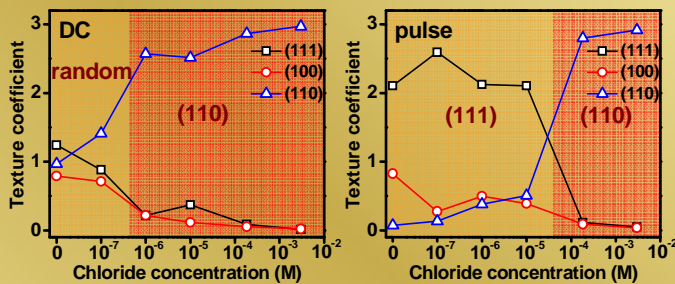 DC
random
(110)
(111)
(100)
(110)
Texture coefficient
0
1
2
3
0 10⁻⁷ 10⁻⁶ 10⁻⁵ 10⁻⁴ 10⁻³ 10⁻²
Chloride concentration (M)
pulse
(111)
(110)
(111)
(100)
(110)
Texture coefficient
0
1
2
3
0 10⁻⁷ 10⁻⁶ 10⁻⁵ 10⁻⁴ 10⁻³ 10⁻²
Chloride concentration (M)